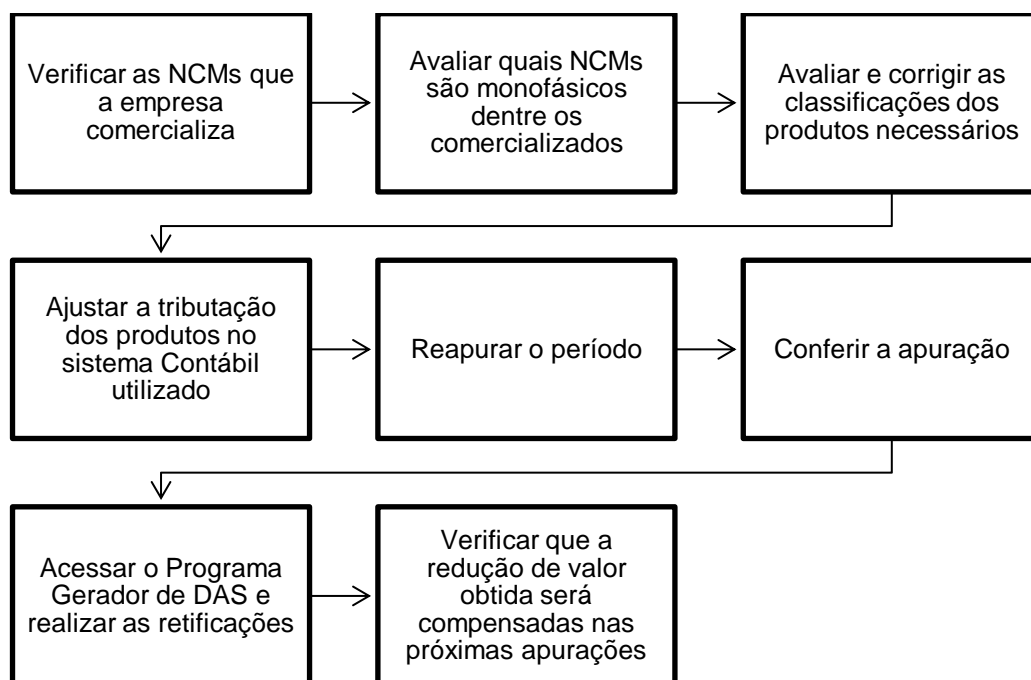 Verificar as NCMs que
a empresa
comercializa
Avaliar quais NCMs
são monofásicos
dentre os
comercializados
Avaliar e corrigir as
classificações dos
produtos necessários
Ajustar a tributação
dos produtos no
sistema Contábil
utilizado
Reapurar o período
Conferir a apuração
Acessar o Programa
Gerador de DAS e
realizar as retificações
Verificar que a
redução de valor
obtida será
compensadas nas
próximas apurações